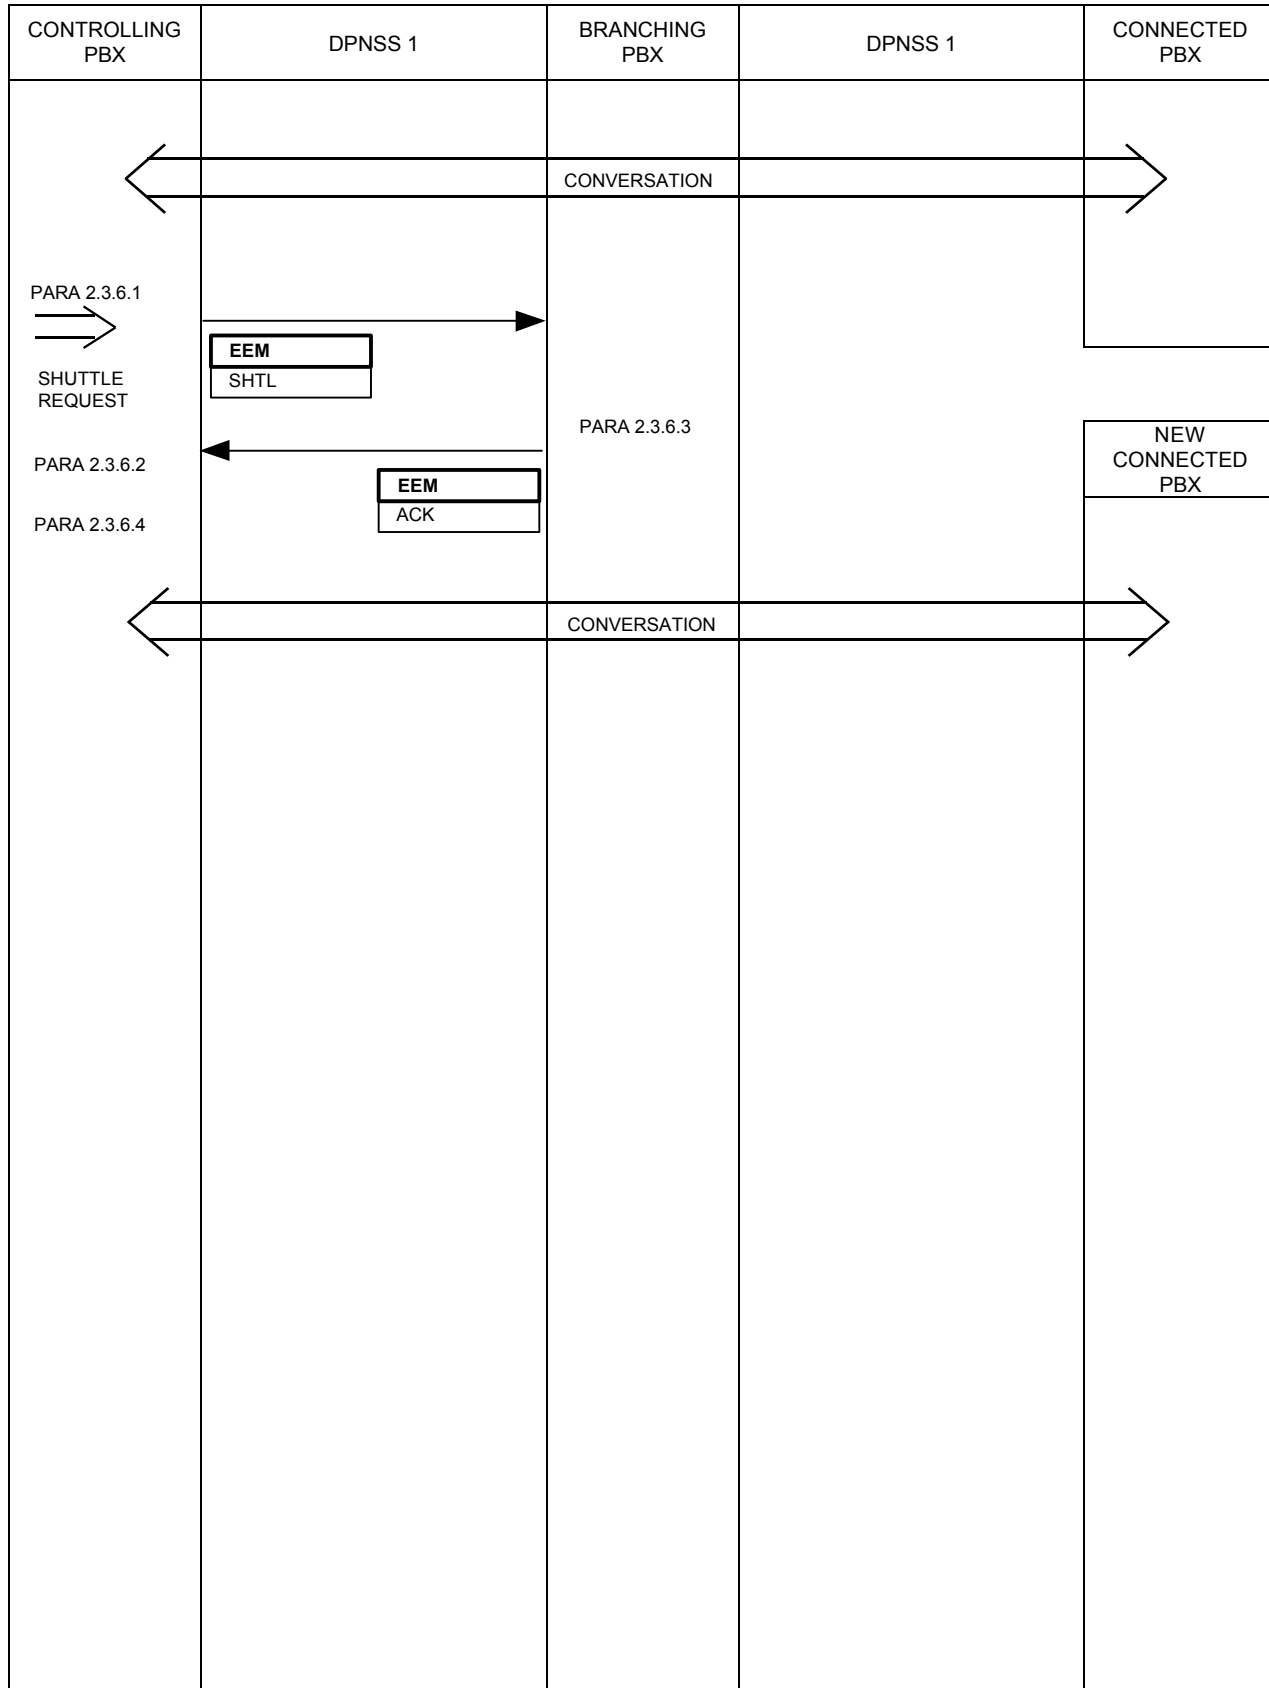 CONTROLLING
PBX
DPNSS 1
BRANCHING
PBX
DPNSS 1
CONNECTED
PBX
CONVERSATION
PARA 2.3.6.1
EEM
SHTL
SHUTTLE
REQUEST
PARA 2.3.6.3
NEW
CONNECTED
PBX
PARA 2.3.6.2
EEM
ACK
PARA 2.3.6.4
CONVERSATION